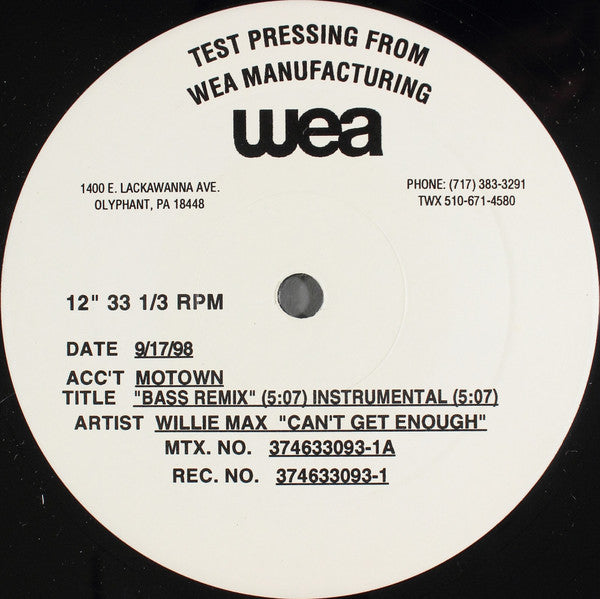 TEST PRESSING FROM
WEA MANUFACTURING
wea
1400 E. LACKAWANNA AVE.
OLYPHANT, PA 18448
PHONE: (717) 383-3291
TWX 510-671-4580
12" 33 1/3 RPM
DATE 9/17/98
ACC'T MOTOWN
TITLE "BASS REMIX" (5:07) INSTRUMENTAL (5:07)
ARTIST WILLIE MAX "CAN'T GET ENOUGH"
MTX. NO. 374633093-1A
REC. NO. 374633093-1